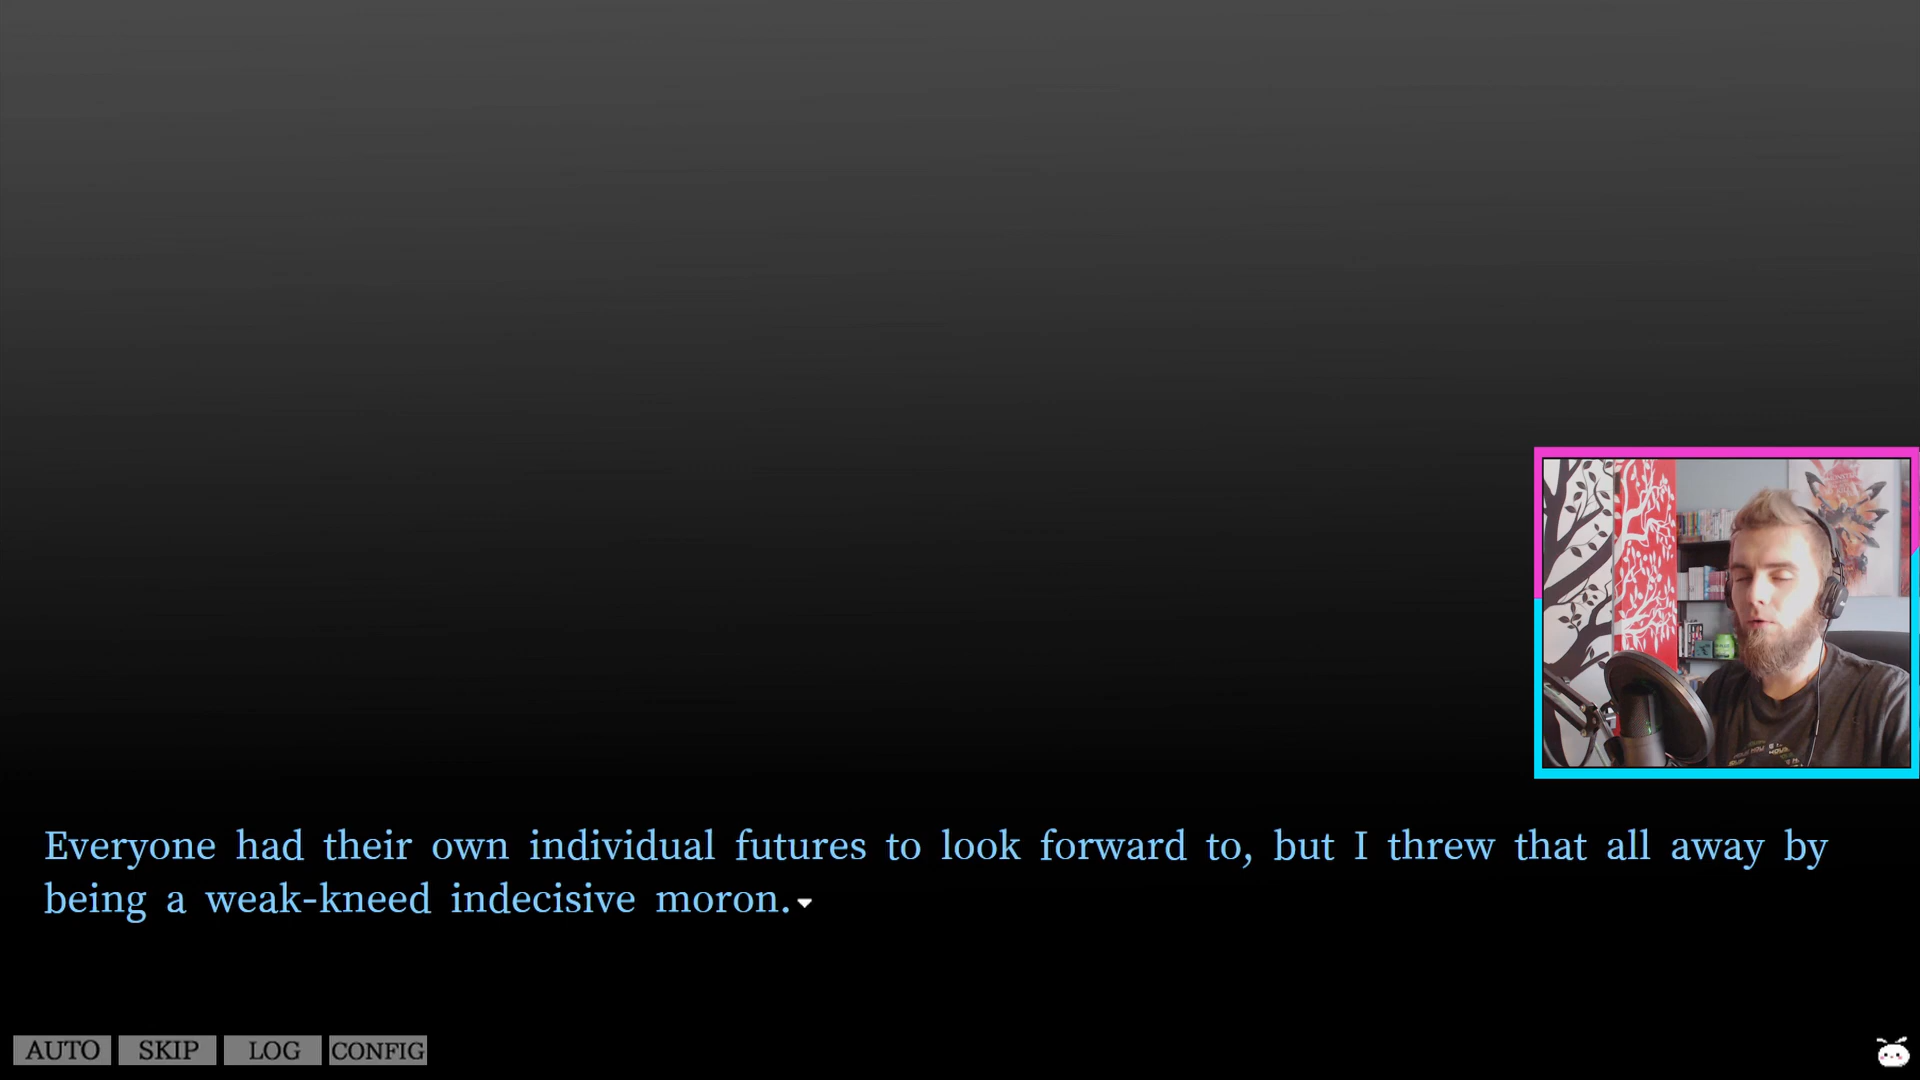 Everyone had their own individual futures to look forward to, but I threw that all away by
being a weak-kneed indecisive moron.
AUTO SKIP LOG CONFIG